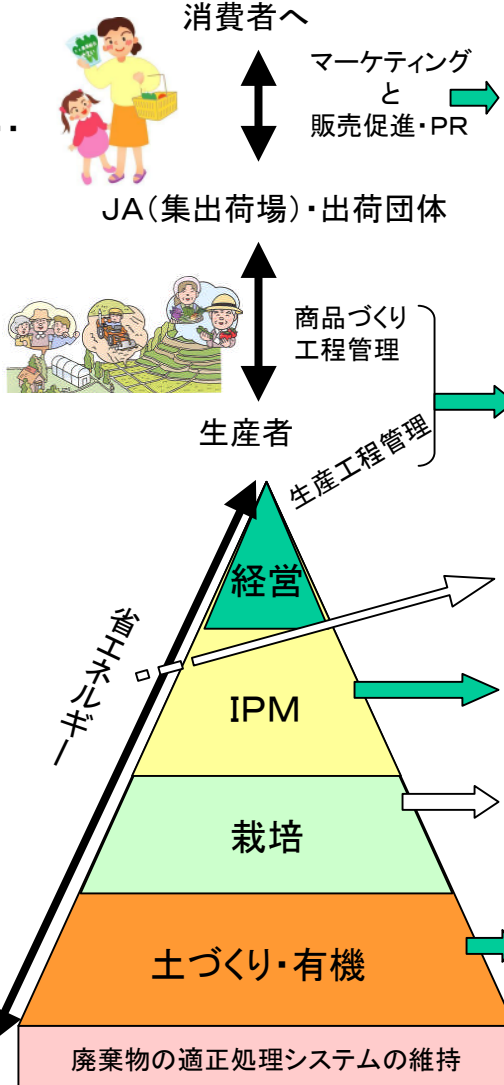 消費者へ
マーケティング
と
販売促進・PR
JA(集出荷場)・出荷団体
商品づくり
工程管理
生産者
生産工程管理
経営
省エネルギー
IPM
栽培
土づくり・有機
廃棄物の適正処理システムの維持